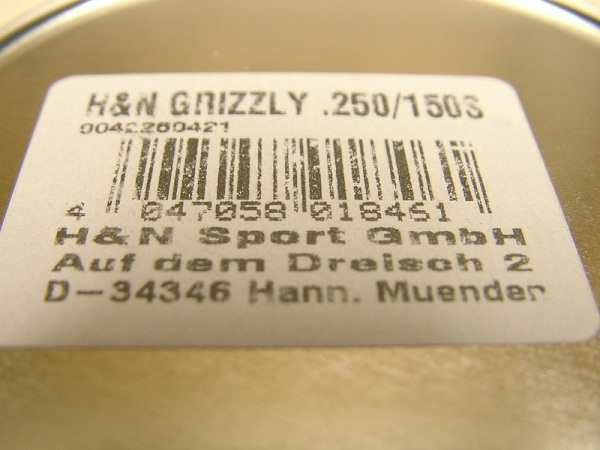 H&N GRIZZLY .250/150S
0042260421
4 047058 018461
H&N Sport GmbH
Auf dem Dreisch 2
D-34346 Hann. Muender